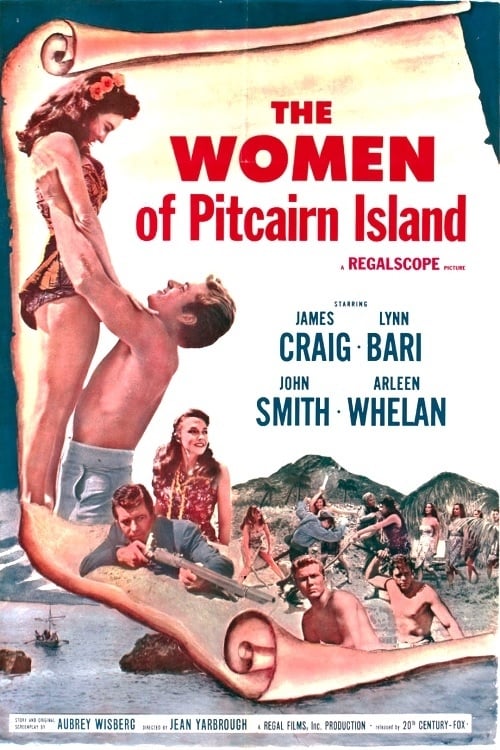 THE
WOMEN
of Pitcairn Island
A REGALSCOPE PICTURE
STARRING
JAMES CRAIG · LYNN BARI
JOHN SMITH · ARLEEN WHELAN
STORY AND ORIGINAL SCREENPLAY BY AUBREY WISBERG DIRECTED BY JEAN YARBROUGH A REGAL FILMS, Inc. PRODUCTION · released by 20TH CENTURY-FOX ·